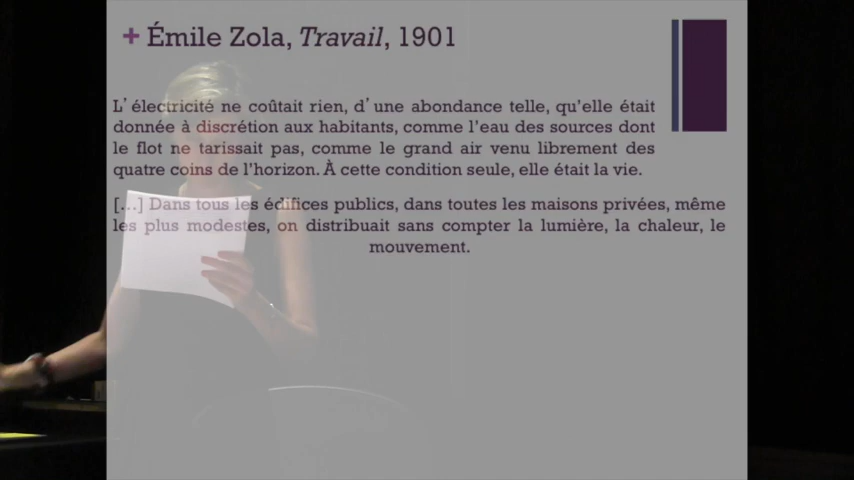 + Émile Zola, Travail, 1901
L'électricité ne coûtait rien, d'une abondance telle, qu'elle était
donnée à discrétion aux habitants, comme l'eau des sources dont
le flot ne tarissait pas, comme le grand air venu librement des
quatre coins de l'horizon. À cette condition seule, elle était la vie.
[…] Dans tous les édifices publics, dans toutes les maisons privées, même
les plus modestes, on distribuait sans compter la lumière, la chaleur, le
mouvement.